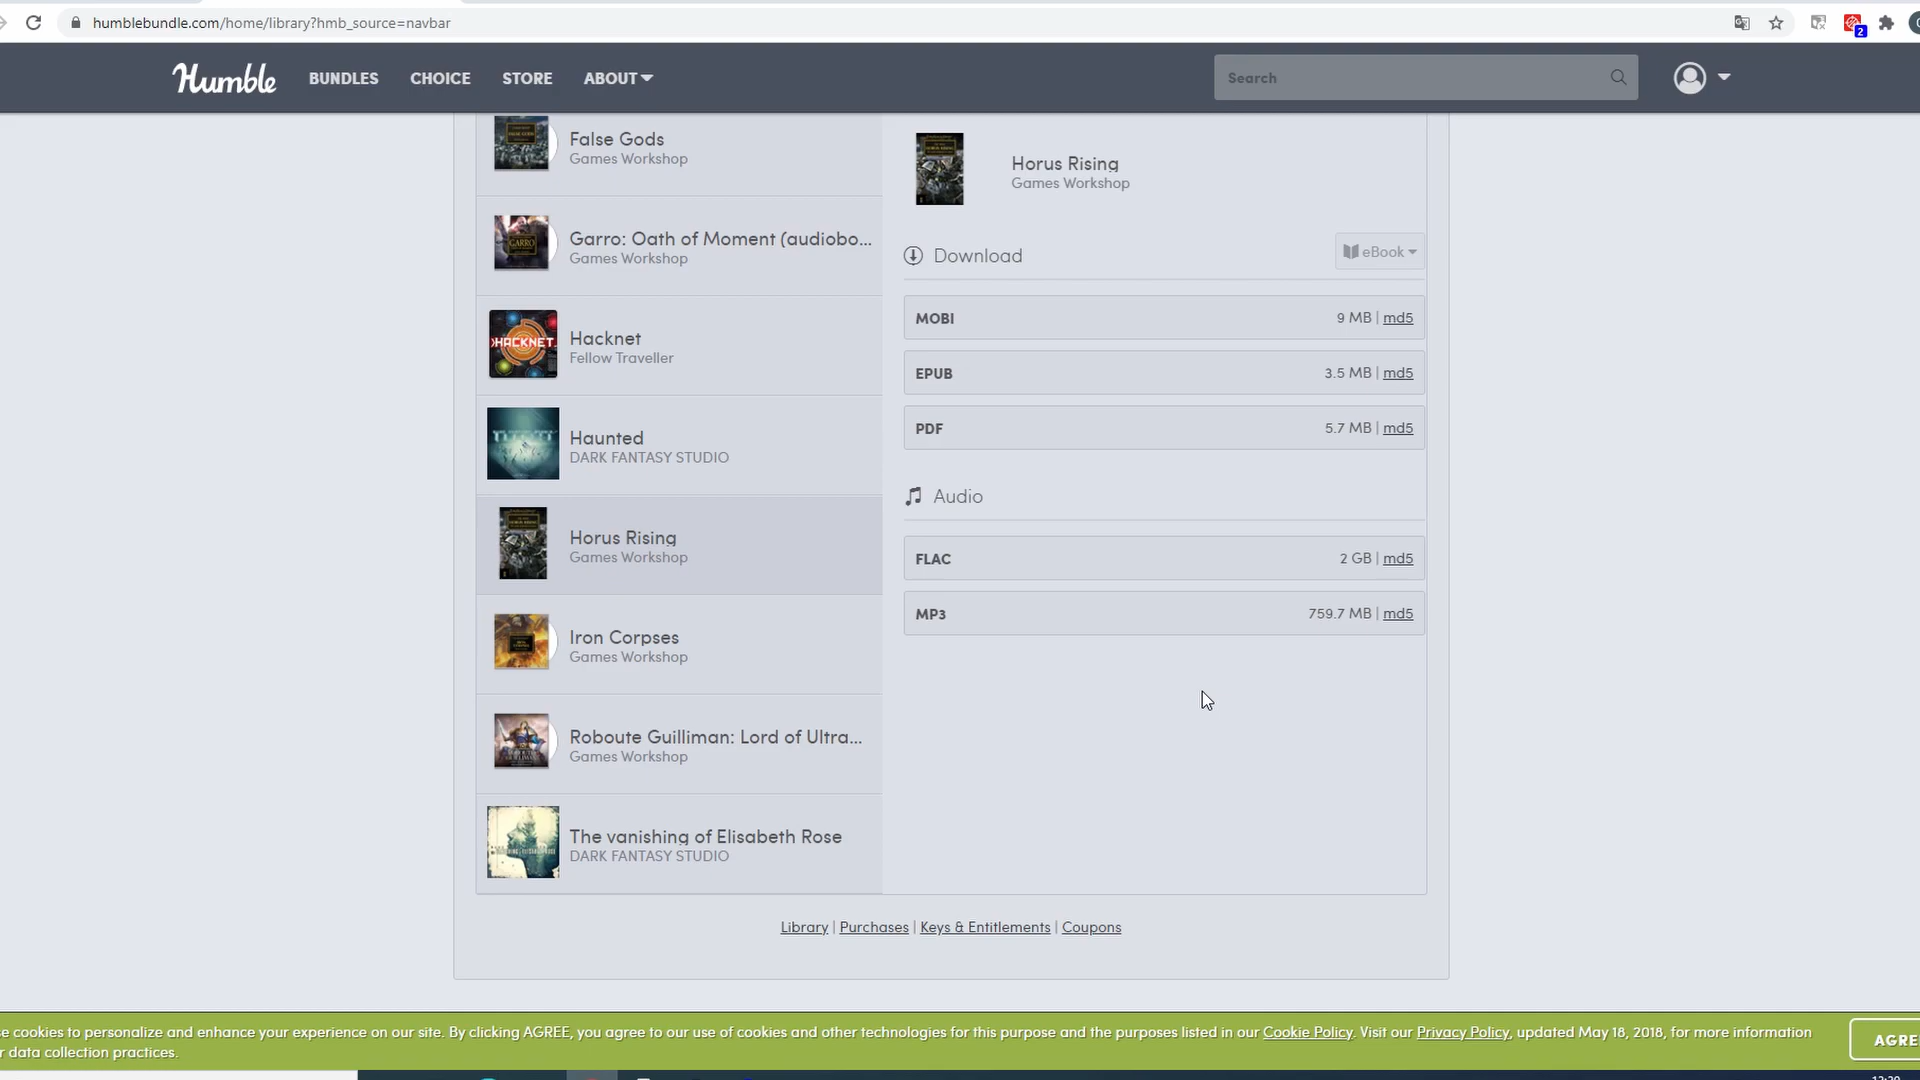 humblebundle.com/home/library?hmb_source=navbar
2
Humble BUNDLES CHOICE STORE ABOUT Search
False Gods
Games Workshop
Garro: Oath of Moment (audiobo...
Games Workshop
Hacknet
Fellow Traveller
Haunted
DARK FANTASY STUDIO
Horus Rising
Games Workshop
Iron Corpses
Games Workshop
Roboute Guilliman: Lord of Ultra...
Games Workshop
The vanishing of Elisabeth Rose
DARK FANTASY STUDIO
Horus Rising
Games Workshop
Download eBook
MOBI 9 MB | md5
EPUB 3.5 MB | md5
PDF 5.7 MB | md5
Audio
FLAC 2 GB | md5
MP3 759.7 MB | md5
Library | Purchases | Keys & Entitlements | Coupons
se cookies to personalize and enhance your experience on our site. By clicking AGREE, you agree to our use of cookies and other technologies for this purpose and the purposes listed in our Cookie Policy. Visit our Privacy Policy, updated May 18, 2018, for more information
r data collection practices.
AGRE